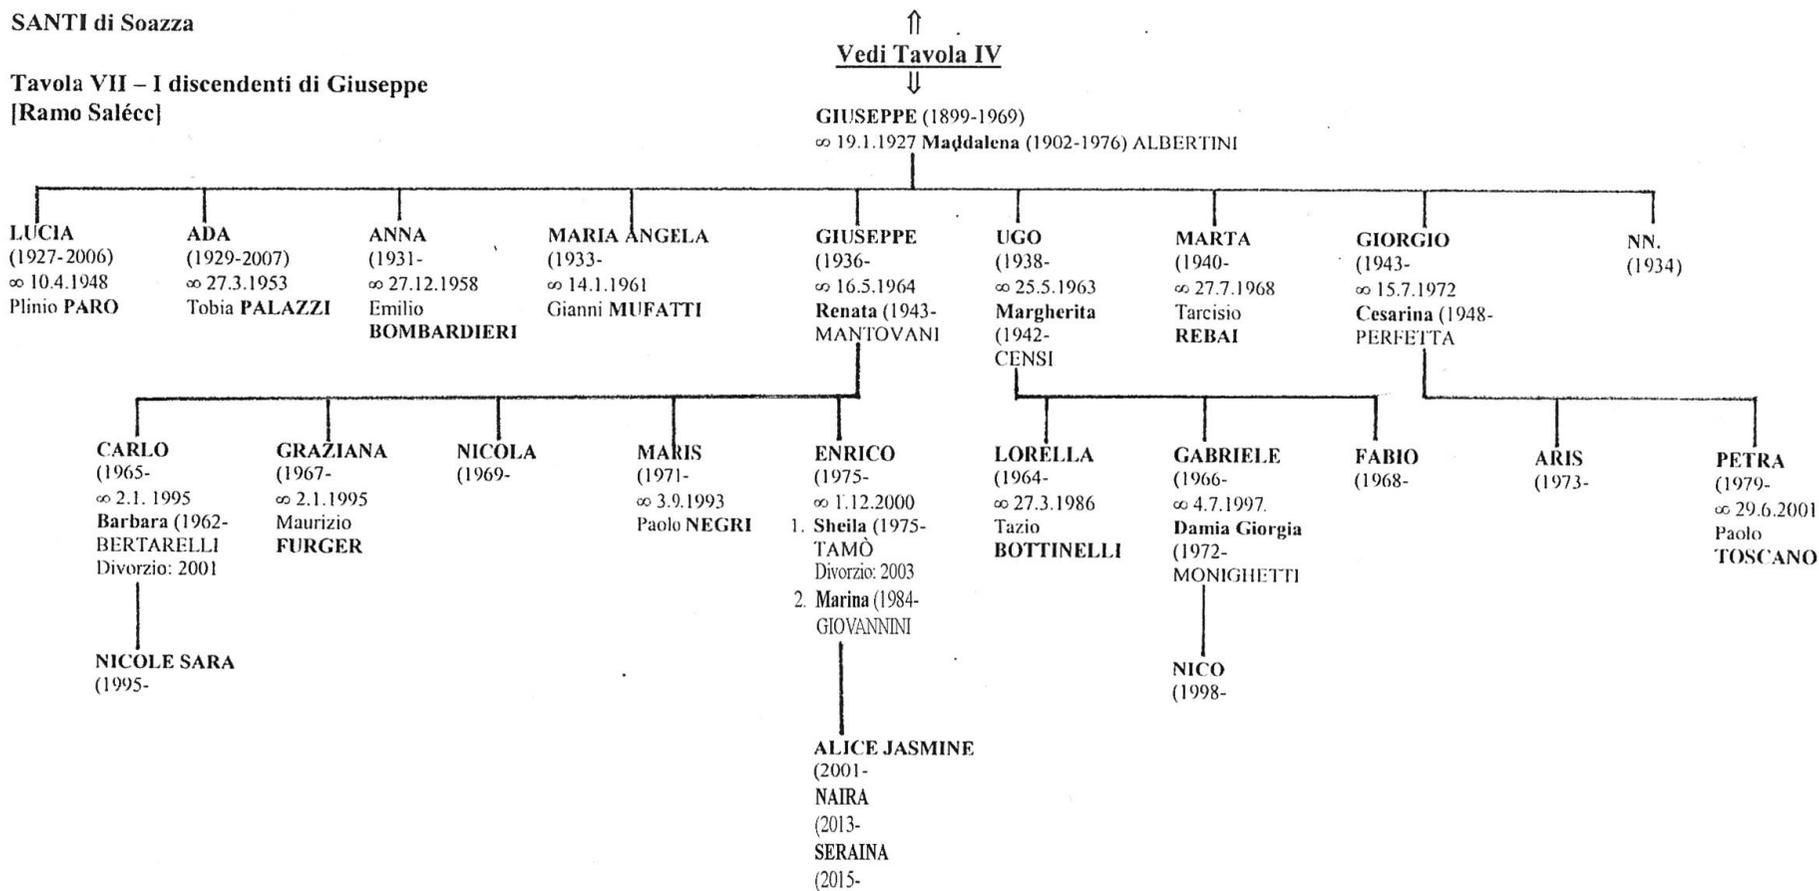 SANTI di Soazza
⇑
Vedi Tavola IV
⇓
Tavola VII – I discendenti di Giuseppe
[Ramo Salécc]
GIUSEPPE (1899-1969)
∞ 19.1.1927 Maddalena (1902-1976) ALBERTINI
LUCIA
(1927-2006)
∞ 10.4.1948
Plinio PARO
ADA
(1929-2007)
∞ 27.3.1953
Tobia PALAZZI
ANNA
(1931-
∞ 27.12.1958
Emilio
BOMBARDIERI
MARIA ANGELA
(1933-
∞ 14.1.1961
Gianni MUFATTI
GIUSEPPE
(1936-
∞ 16.5.1964
Renata (1943-
MANTOVANI
UGO
(1938-
∞ 25.5.1963
Margherita
(1942-
CENSI
MARTA
(1940-
∞ 27.7.1968
Tarcisio
REBAI
GIORGIO
(1943-
∞ 15.7.1972
Cesarina (1948-
PERFETTA
NN.
(1934)
CARLO
(1965-
∞ 2.1. 1995
Barbara (1962-
BERTARELLI
Divorzio: 2001
GRAZIANA
(1967-
∞ 2.1.1995
Maurizio
FURGER
NICOLA
(1969-
MARIS
(1971-
∞ 3.9.1993
Paolo NEGRI
ENRICO
(1975-
∞ 1.12.2000
1. Sheila (1975-
TAMÒ
Divorzio: 2003
2. Marina (1984-
GIOVANNINI
LORELLA
(1964-
∞ 27.3.1986
Tazio
BOTTINELLI
GABRIELE
(1966-
∞ 4.7.1997.
Damia Giorgia
(1972-
MONIGHETTI
FABIO
(1968-
ARIS
(1973-
PETRA
(1979-
∞ 29.6.2001
Paolo
TOSCANO
NICOLE SARA
(1995-
NICO
(1998-
ALICE JASMINE
(2001-
NAIRA
(2013-
SERAINA
(2015-